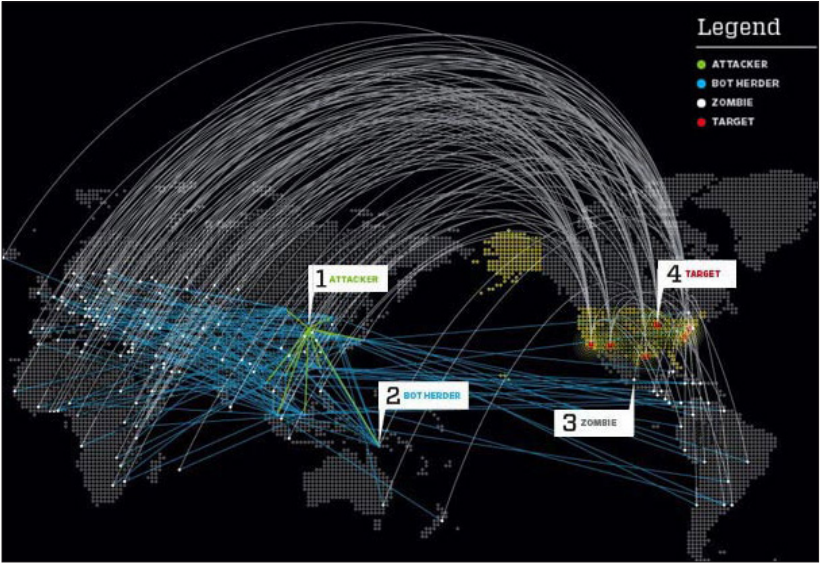 Legend
ATTACKER
BOT HERDER
ZOMBIE
TARGET
1 ATTACKER
4 TARGET
2 BOT HERDER
3 ZOMBIE